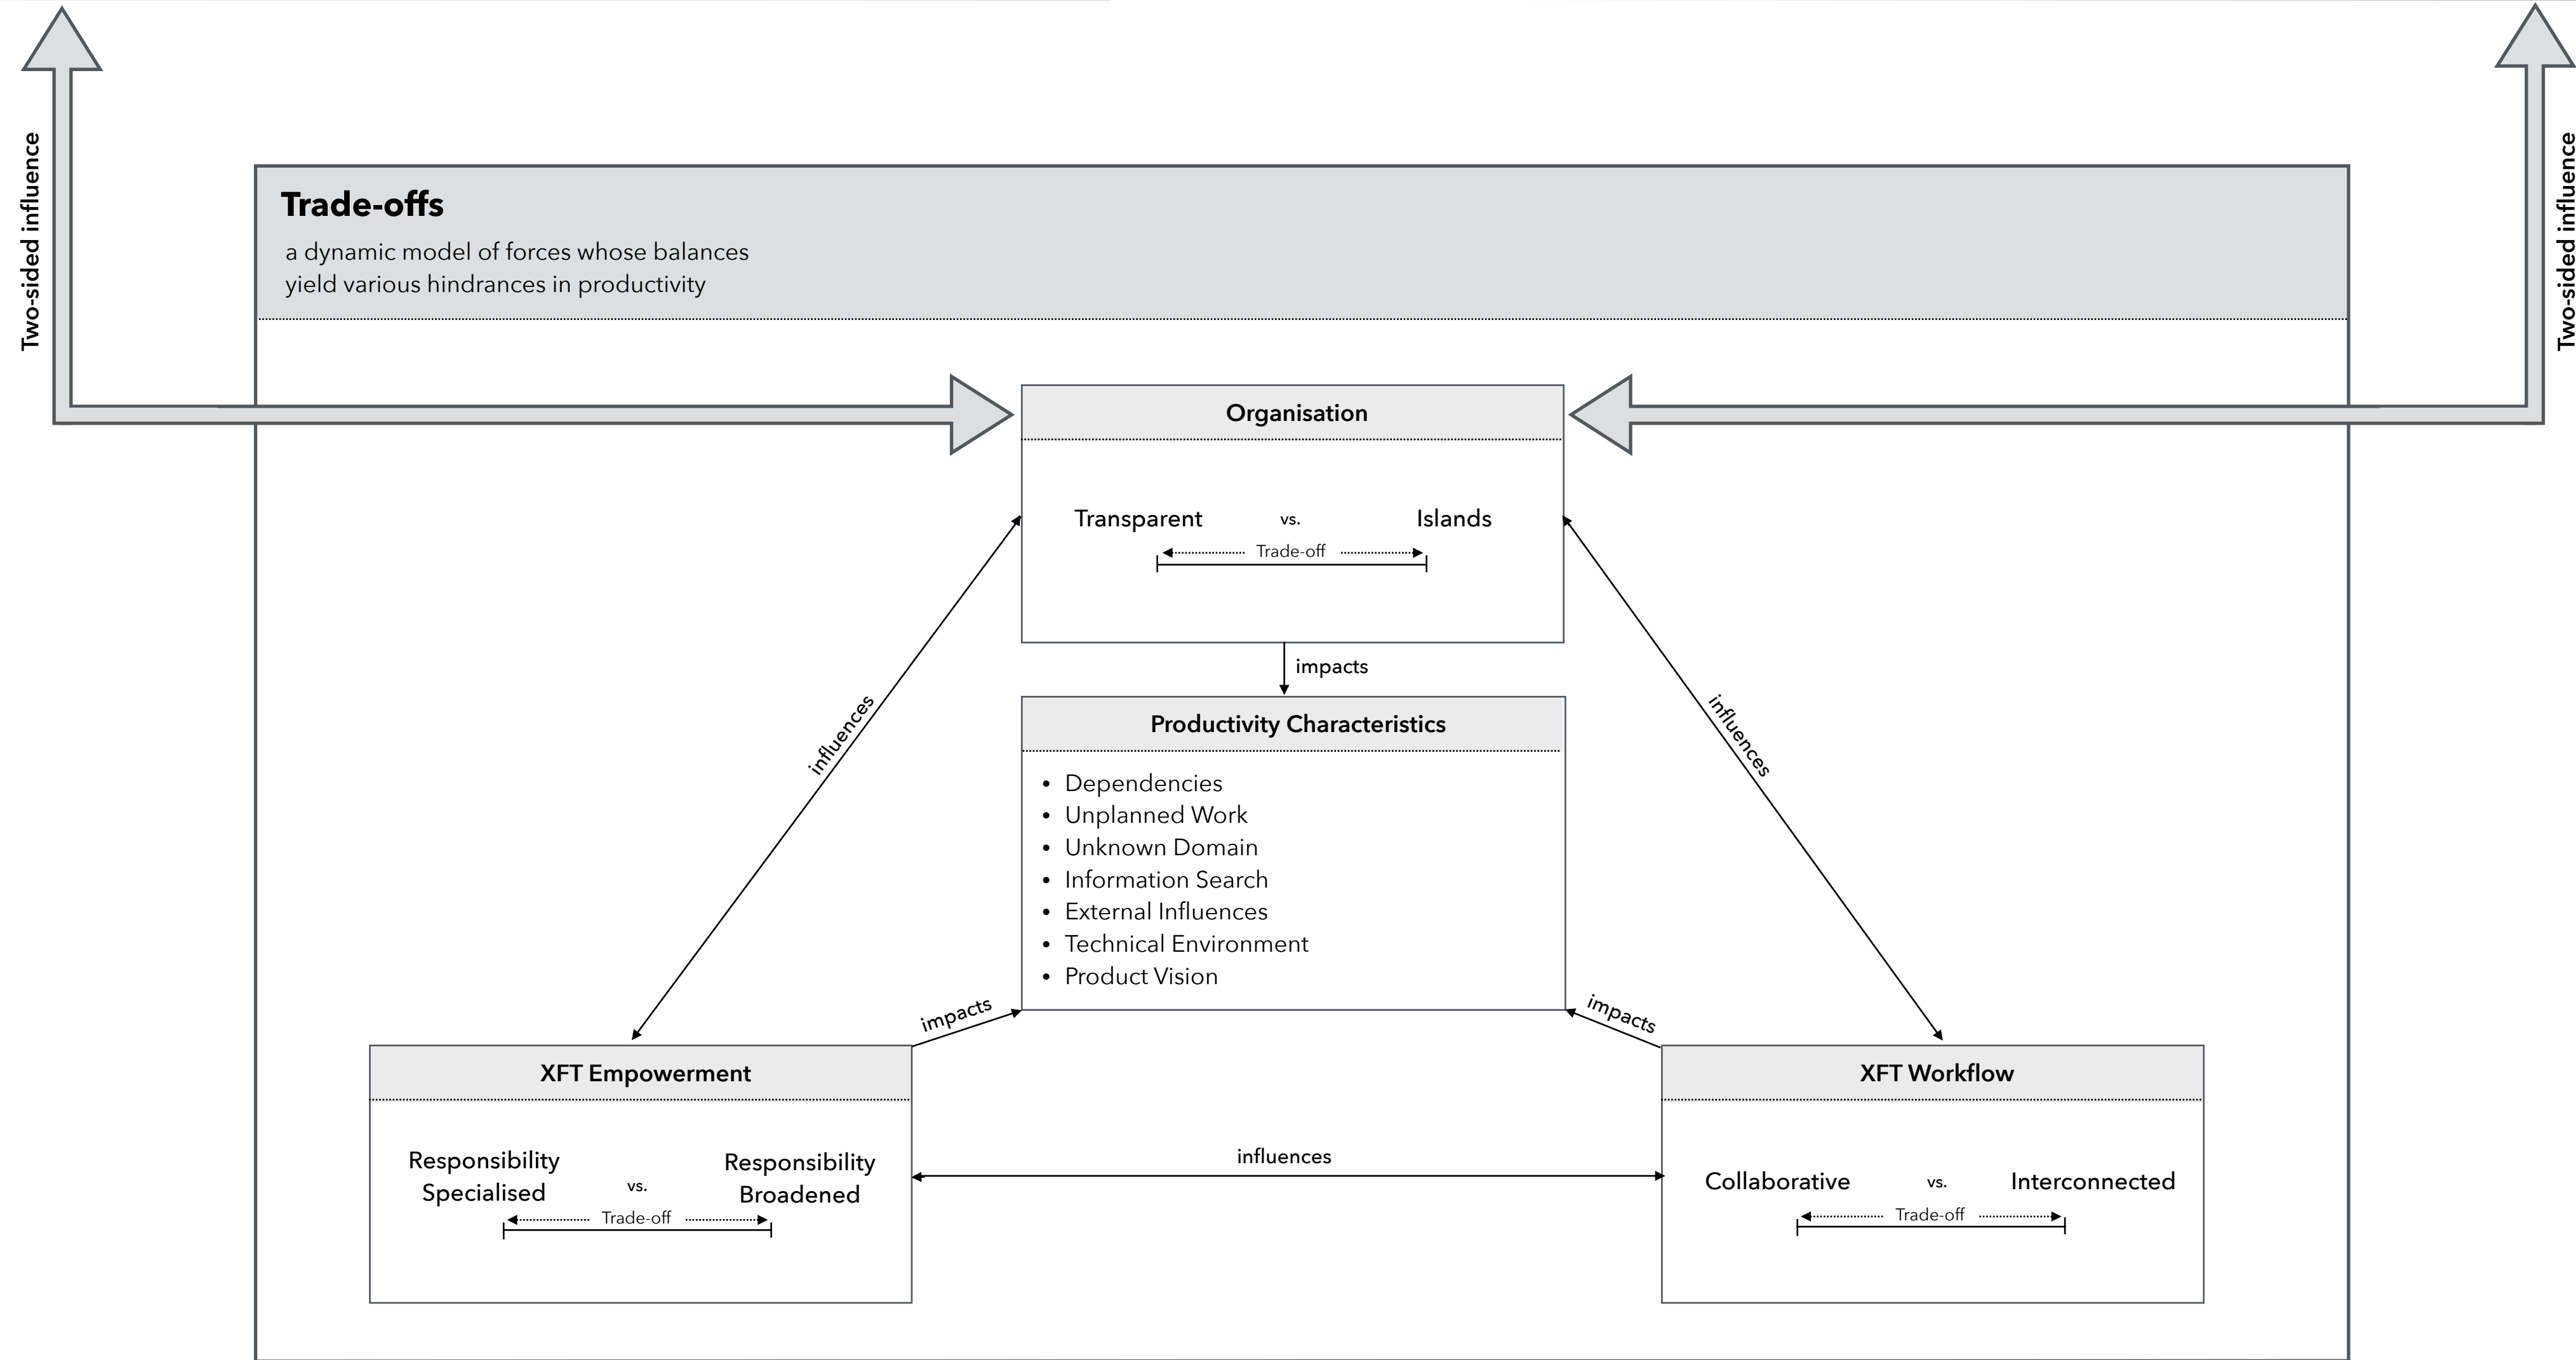 Two-sided influence
Two-sided influence
Trade-offs
a dynamic model of forces whose balances
yield various hindrances in productivity
Organisation
Transparent vs. Islands
Trade-off
impacts
influences
influences
Productivity Characteristics
• Dependencies
• Unplanned Work
• Unknown Domain
• Information Search
• External Influences
• Technical Environment
• Product Vision
impacts
impacts
XFT Empowerment
Responsibility
Specialised
vs.
Responsibility
Broadened
Trade-off
influences
XFT Workflow
Collaborative vs. Interconnected
Trade-off